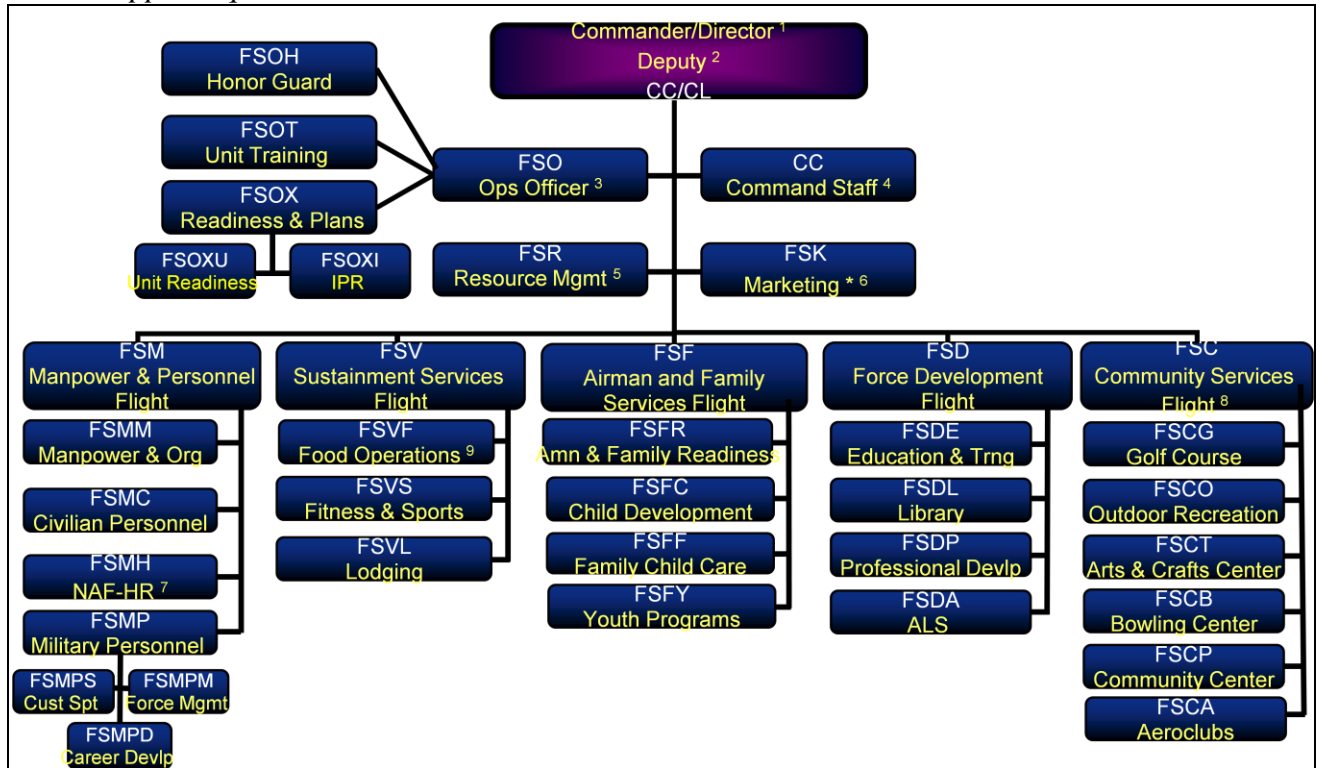 Commander/Director 1
Deputy 2
CC/CL
FSOH
Honor Guard
FSOT
Unit Training
FSOX
Readiness & Plans
FSOXU
Unit Readiness
FSOXI
IPR
FSO
Ops Officer 3
CC
Command Staff 4
FSR
Resource Mgmt 5
FSK
Marketing * 6
FSM
Manpower & Personnel
Flight
FSMM
Manpower & Org
FSMC
Civilian Personnel
FSMH
NAF-HR 7
FSMP
Military Personnel
FSMPS
Cust Spt
FSMPM
Force Mgmt
FSMPD
Career Devlp
FSV
Sustainment Services
Flight
FSVF
Food Operations 9
FSVS
Fitness & Sports
FSVL
Lodging
FSF
Airman and Family
Services Flight
FSFR
Amn & Family Readiness
FSFC
Child Development
FSFF
Family Child Care
FSFY
Youth Programs
FSD
Force Development
Flight
FSDE
Education & Trng
FSDL
Library
FSDP
Professional Devlp
FSDA
ALS
FSC
Community Services
Flight 8
FSCG
Golf Course
FSCO
Outdoor Recreation
FSCT
Arts & Crafts Center
FSCB
Bowling Center
FSCP
Community Center
FSCA
Aeroclubs